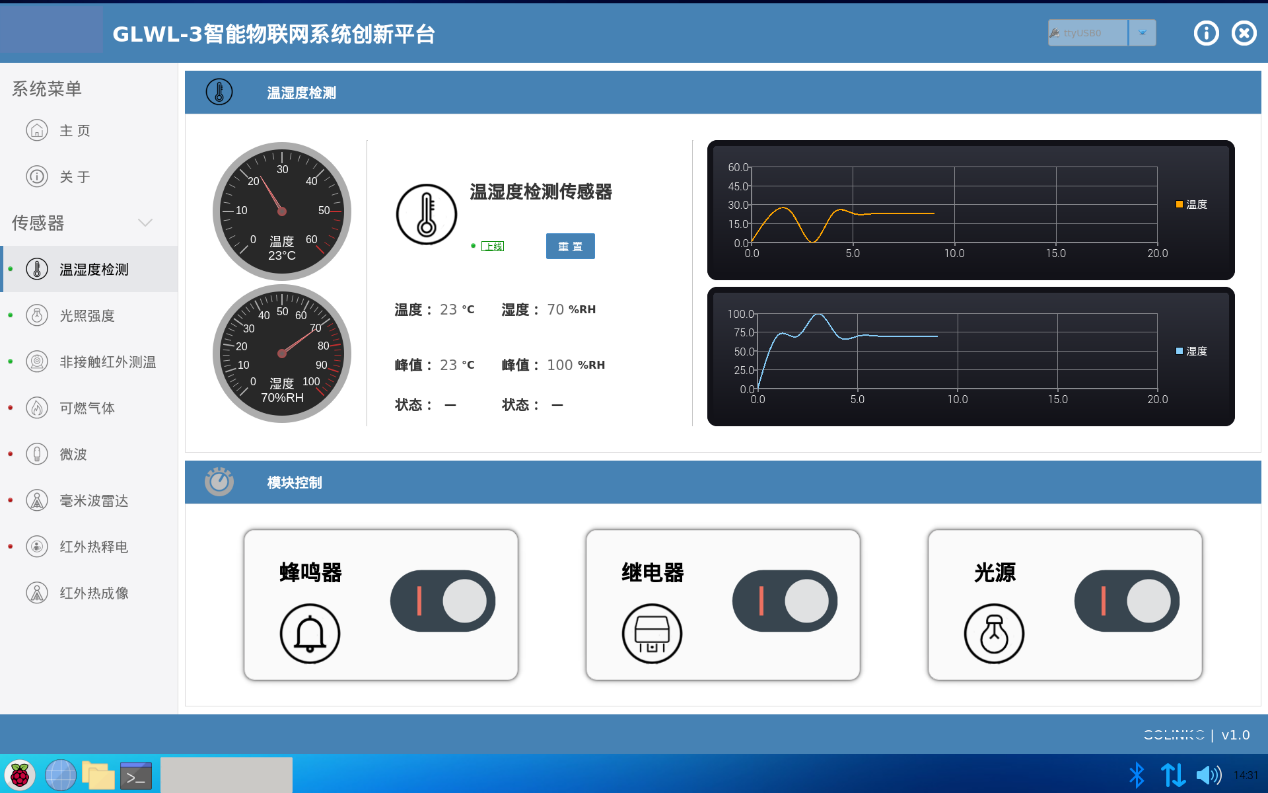 GLWL-3智能物联网系统创新平台
ttyUSB0
系统菜单
主 页
关 于
传感器
温湿度检测
光照强度
非接触红外测温
可燃气体
微波
毫米波雷达
红外热释电
红外热成像
温湿度检测
0 10 20 30 40 50 60
温度
23°C
0 10 20 30 40 50 60 70 80 90 100
湿度
70%RH
温湿度检测传感器
上线
重 置
温度： 23 °C 湿度： 70 %RH
峰值： 23 °C 峰值： 100 %RH
状态： — 状态： —
60.0
45.0
30.0
15.0
0.0
0.0 5.0 10.0 15.0 20.0
温度
100.0
75.0
50.0
25.0
0.0
0.0 5.0 10.0 15.0 20.0
湿度
模块控制
蜂鸣器
继电器
光源
| v1.0
14:31